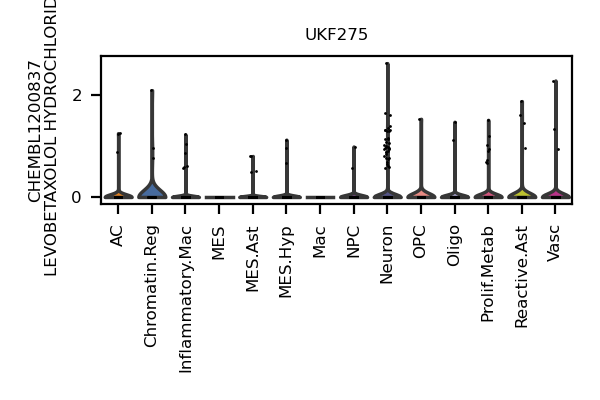 UKF275
CHEMBL1200837
LEVOBETAXOLOL HYDROCHLORID
2
0
AC
Chromatin.Reg
Inflammatory.Mac
MES
MES.Ast
MES.Hyp
Mac
NPC
Neuron
OPC
Oligo
Prolif.Metab
Reactive.Ast
Vasc